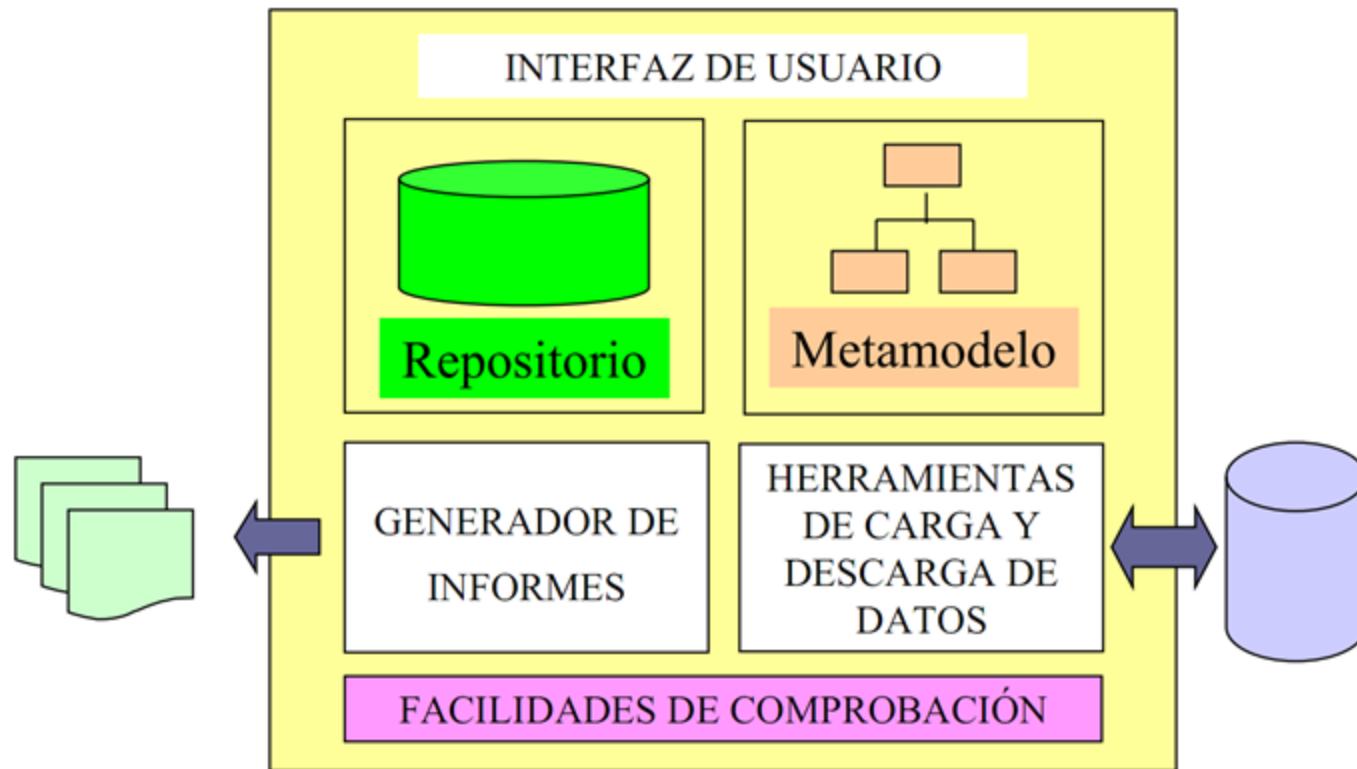 INTERFAZ DE USUARIO
Repositorio
Metamodelo
GENERADOR DE
INFORMES
HERRAMIENTAS
DE CARGA Y
DESCARGA DE
DATOS
FACILIDADES DE COMPROBACIÓN